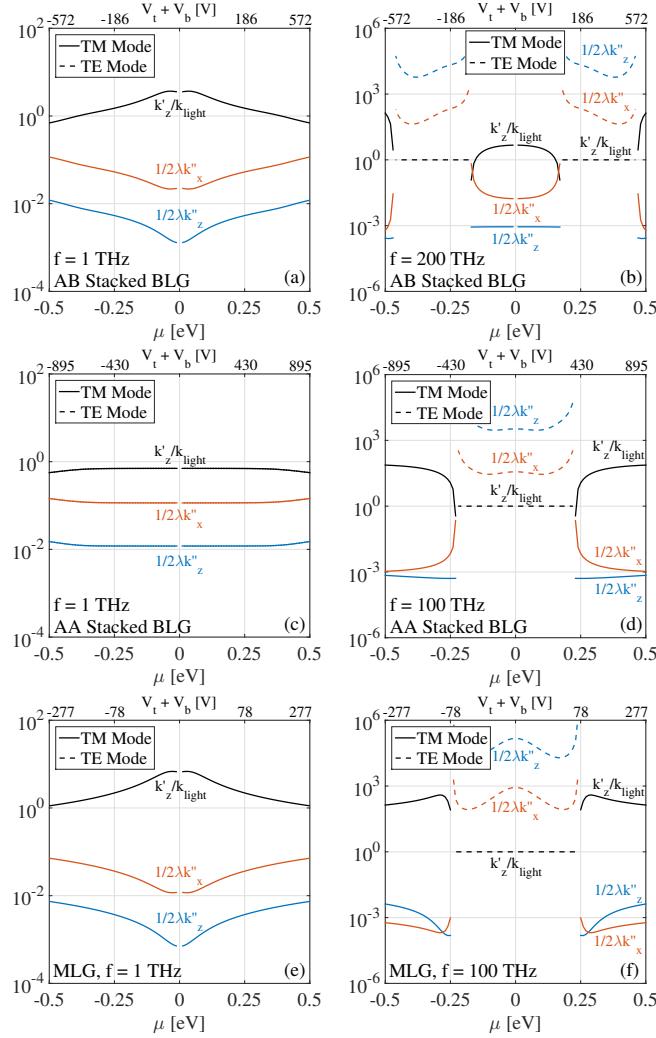 V_t + V_b [V]
-572 -186 186 572
10^2
10^0
10^-2
10^-4
TM Mode
TE Mode
k'_z/k_light
1/2λk"_x
1/2λk"_z
f = 1 THz
AB Stacked BLG
(a)
-0.5 -0.25 0 0.25 0.5
μ [eV]
V_t + V_b [V]
-572 -186 186 572
10^6
10^3
10^0
10^-3
10^-6
TM Mode
TE Mode
1/2λk"_z
1/2λk"_x
k'_z/k_light
k'_z/k_light
1/2λk"_x
1/2λk"_z
f = 200 THz
AB Stacked BLG
(b)
-0.5 -0.25 0 0.25 0.5
μ [eV]
V_t + V_b [V]
-895 -430 430 895
10^2
10^0
10^-2
10^-4
TM Mode
TE Mode
k'_z/k_light
1/2λk"_x
1/2λk"_z
f = 1 THz
AA Stacked BLG
(c)
-0.5 -0.25 0 0.25 0.5
μ [eV]
V_t + V_b [V]
-895 -430 430 895
10^6
10^3
10^0
10^-3
10^-6
TM Mode
TE Mode
1/2λk"_z
1/2λk"_x
k'_z/k_light
k'_z/k_light
1/2λk"_x
1/2λk"_z
f = 100 THz
AA Stacked BLG
(d)
-0.5 -0.25 0 0.25 0.5
μ [eV]
V_t + V_b [V]
-277 -78 78 277
10^2
10^0
10^-2
10^-4
TM Mode
TE Mode
k'_z/k_light
1/2λk"_x
1/2λk"_z
MLG, f = 1 THz
(e)
-0.5 -0.25 0 0.25 0.5
μ [eV]
V_t + V_b [V]
-277 -78 78 277
10^6
10^3
10^0
10^-3
10^-6
TM Mode
TE Mode
1/2λk"_z
1/2λk"_x
k'_z/k_light
k'_z/k_light
1/2λk"_z
1/2λk"_x
MLG, f = 100 THz
(f)
-0.5 -0.25 0 0.25 0.5
μ [eV]